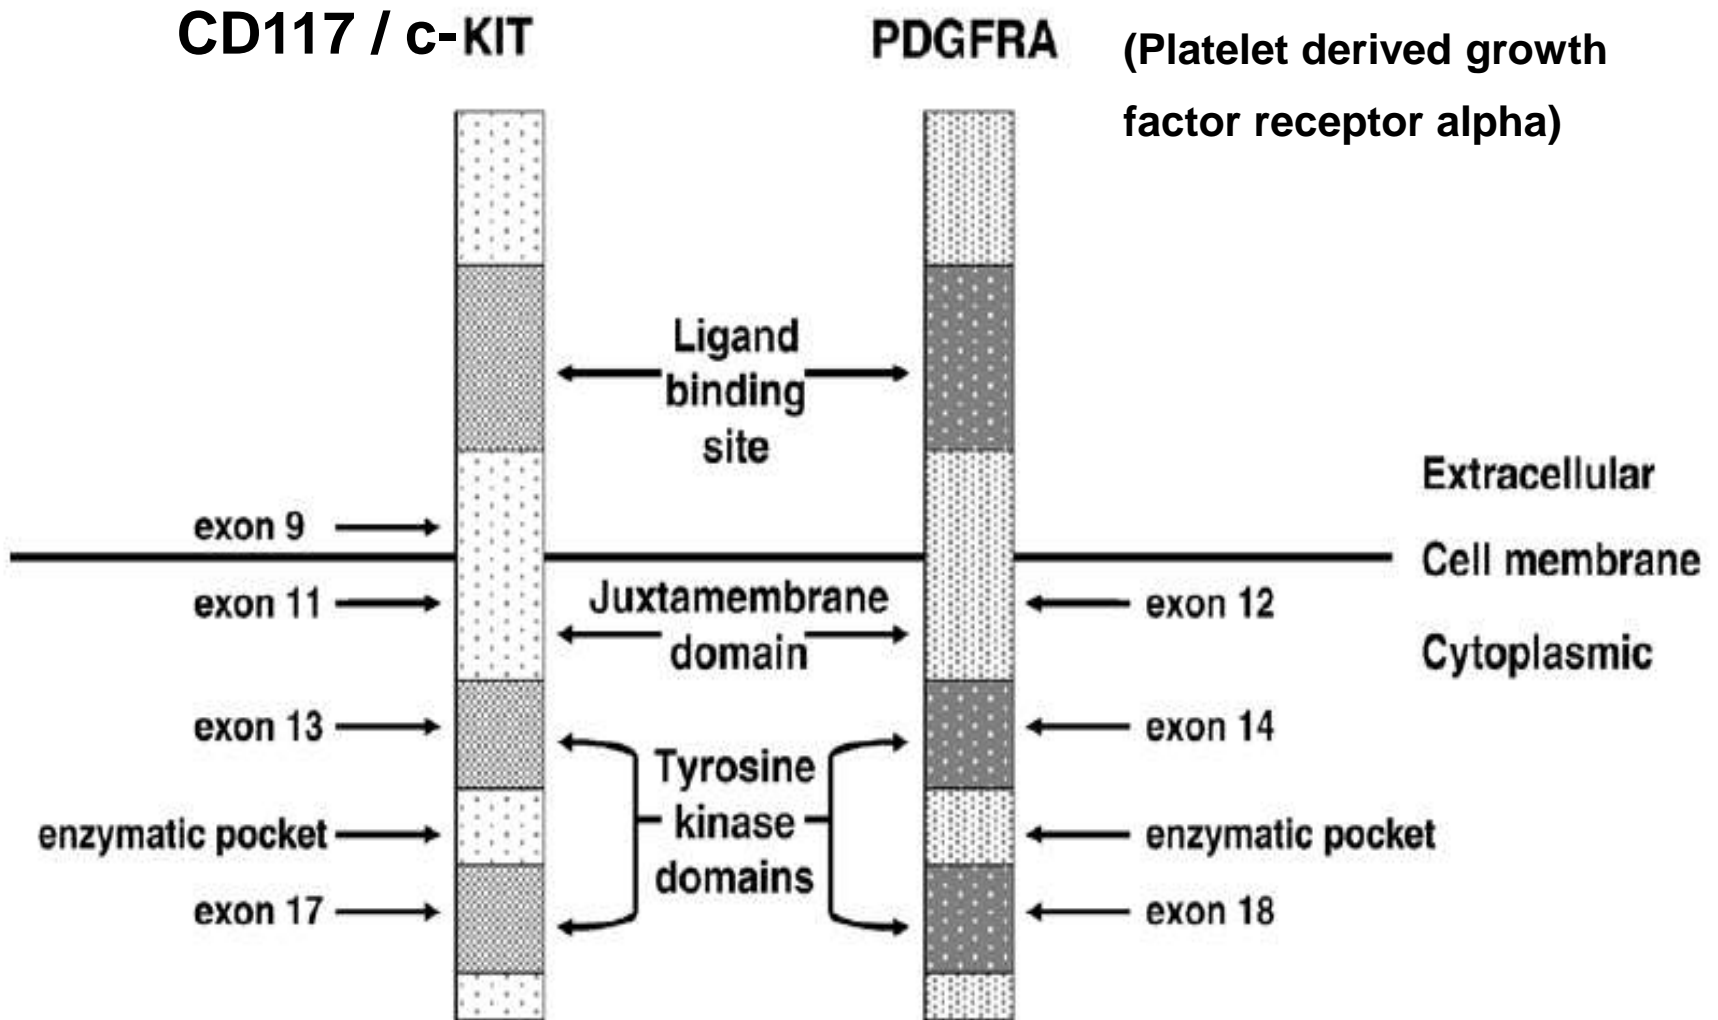 CD117 / c-KIT
PDGFRA
(Platelet derived growth
factor receptor alpha)
Ligand
binding
site
Extracellular
exon 9
Cell membrane
exon 11
Juxtamembrane
domain
exon 12
Cytoplasmic
exon 13
exon 14
Tyrosine
kinase
domains
enzymatic pocket
enzymatic pocket
exon 17
exon 18